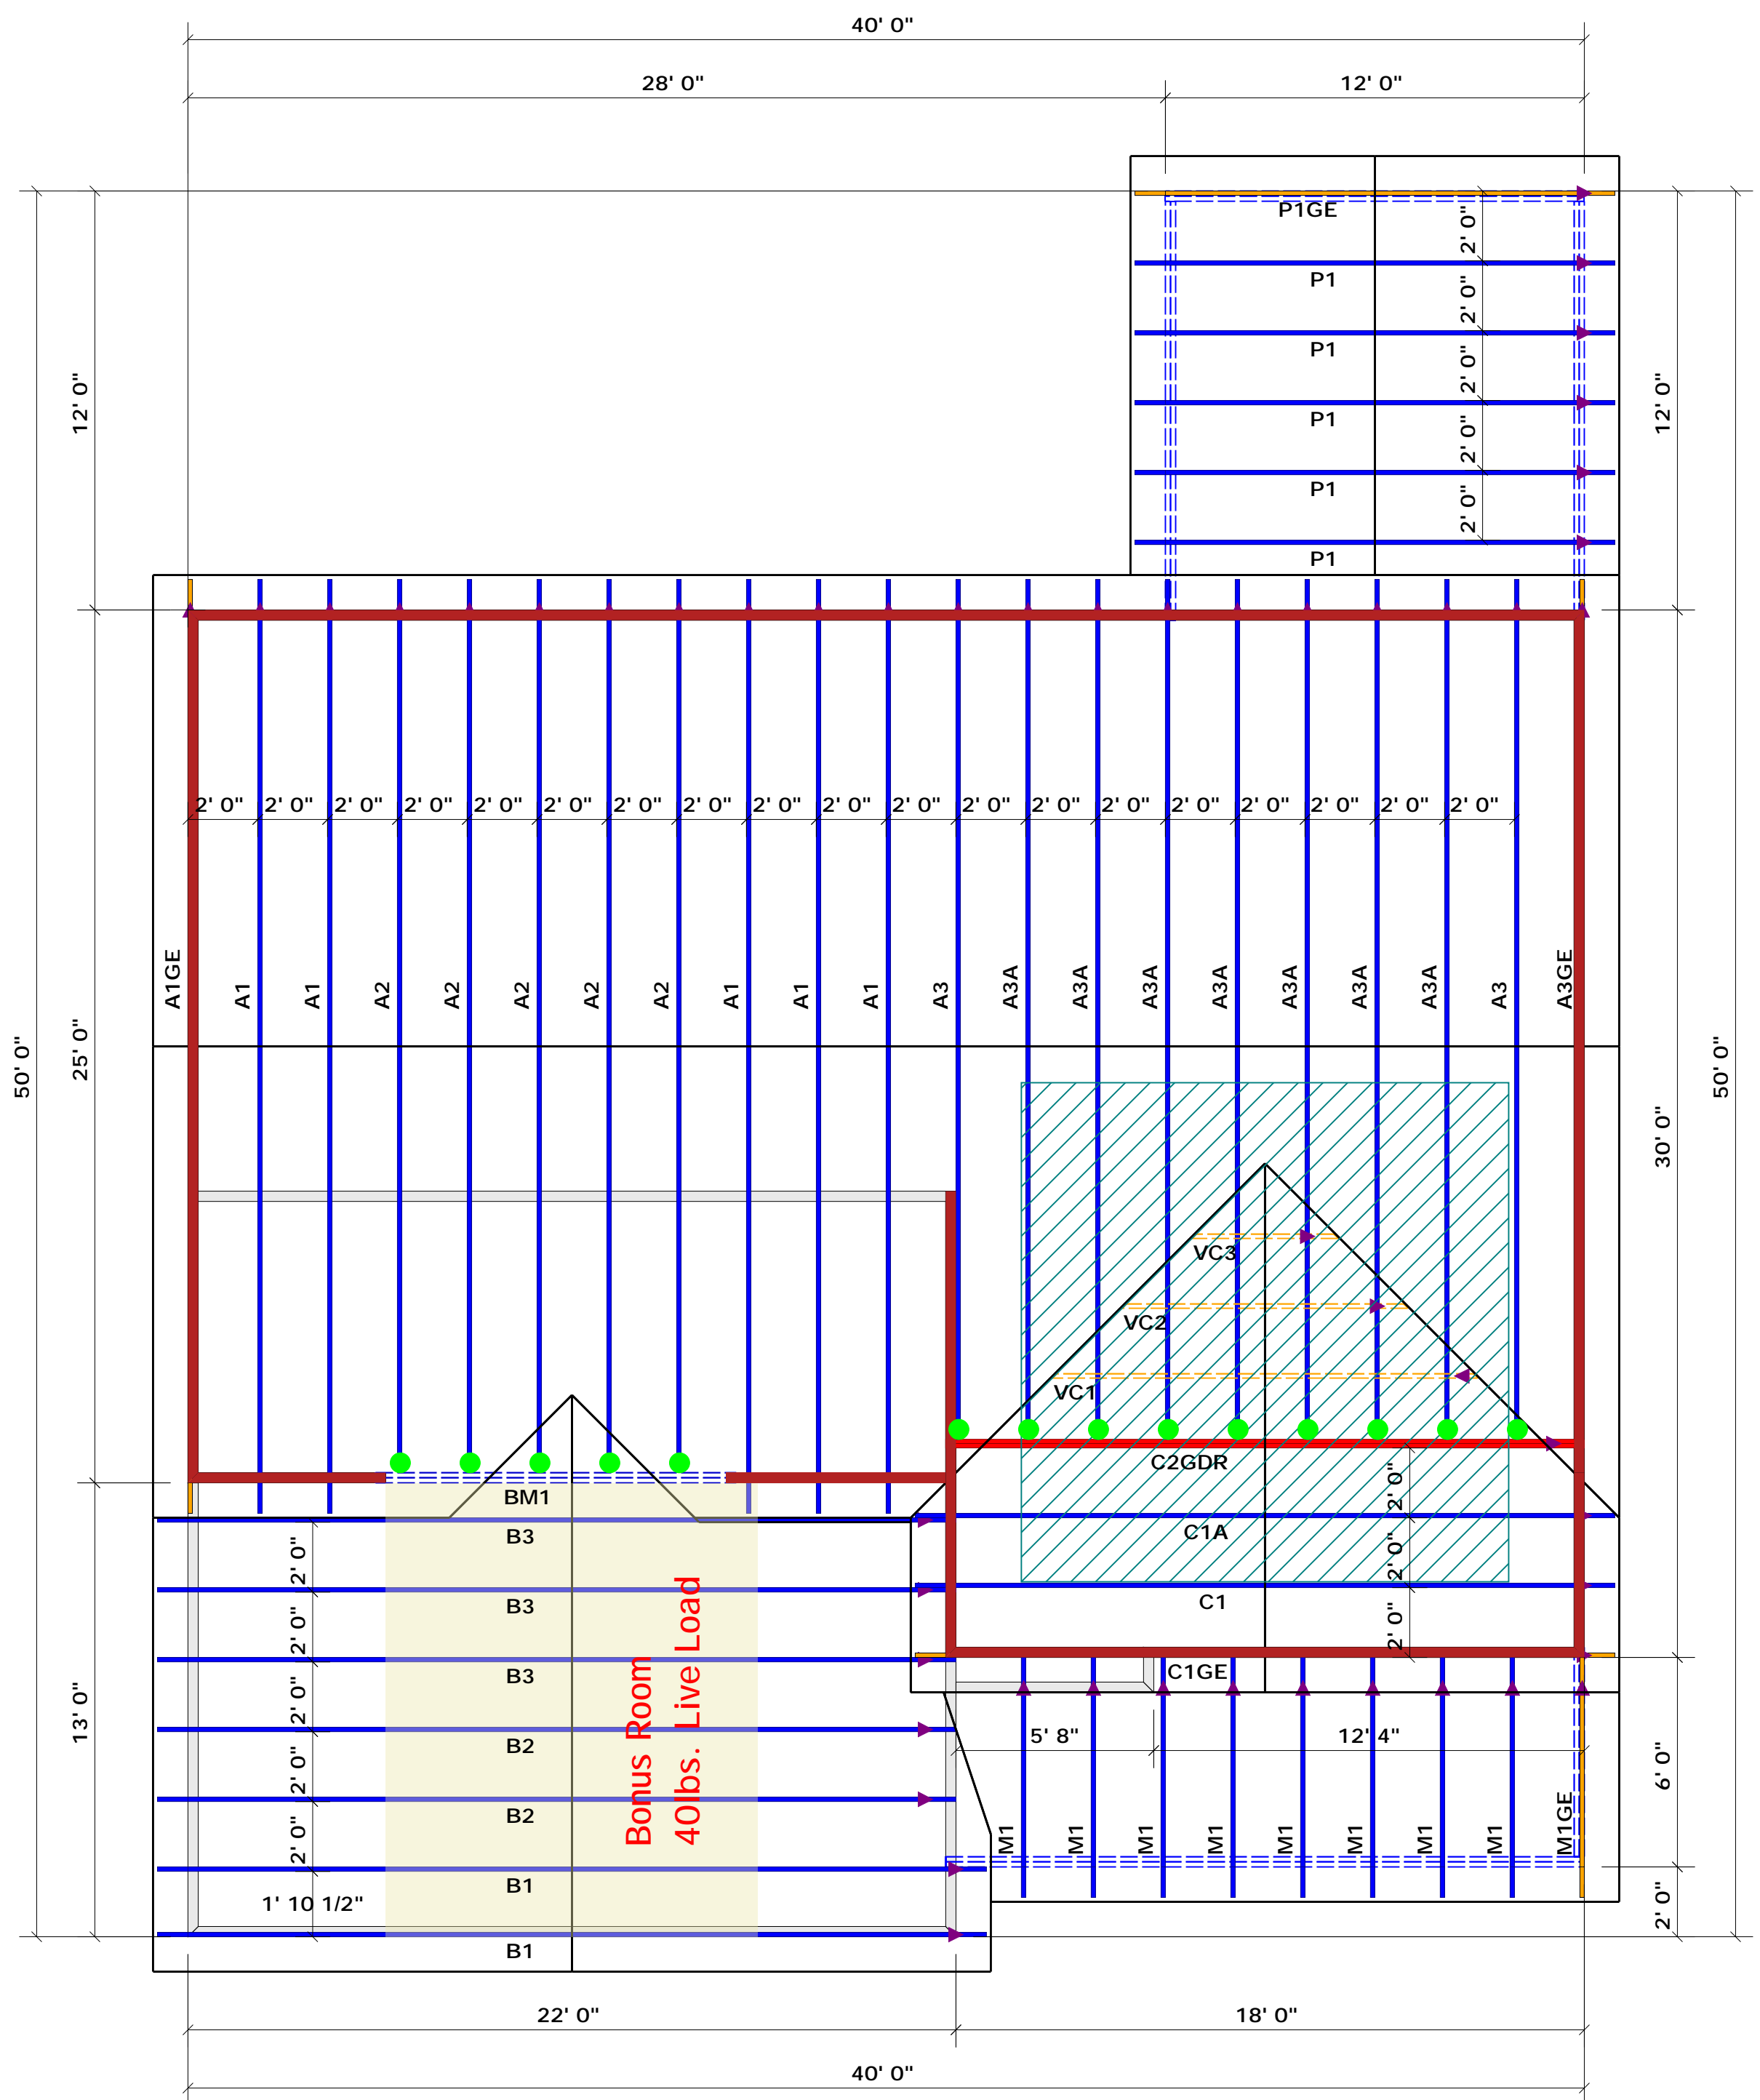 40' 0"
28' 0"
12' 0"
P1GE
2' 0"
P1
2' 0"
P1
2' 0"
P1
2' 0"
P1
2' 0"
P1
12' 0"
12' 0"
2' 0" 2' 0" 2' 0" 2' 0" 2' 0" 2' 0" 2' 0" 2' 0" 2' 0" 2' 0" 2' 0" 2' 0" 2' 0" 2' 0" 2' 0" 2' 0" 2' 0" 2' 0" 2' 0"
A1GE A1 A1 A2 A2 A2 A2 A2 A1 A1 A1 A3 A3A A3A A3A A3A A3A A3A A3A A3 A3GE
50' 0"
25' 0"
30' 0"
50' 0"
VC3
VC2
VC1
C2GDR
2' 0"
BM1
C1A
B3
2' 0"
2' 0"
C1
B3
2' 0"
2' 0"
C1GE
B3
13' 0"
2' 0"
5' 8"
12' 4"
B2
2' 0"
6' 0"
B2
2' 0"
Bonus Room
40lbs. Live Load
M1 M1 M1 M1 M1 M1 M1 M1 M1GE
B1
1' 10 1/2"
2' 0"
B1
22' 0"
18' 0"
40' 0"